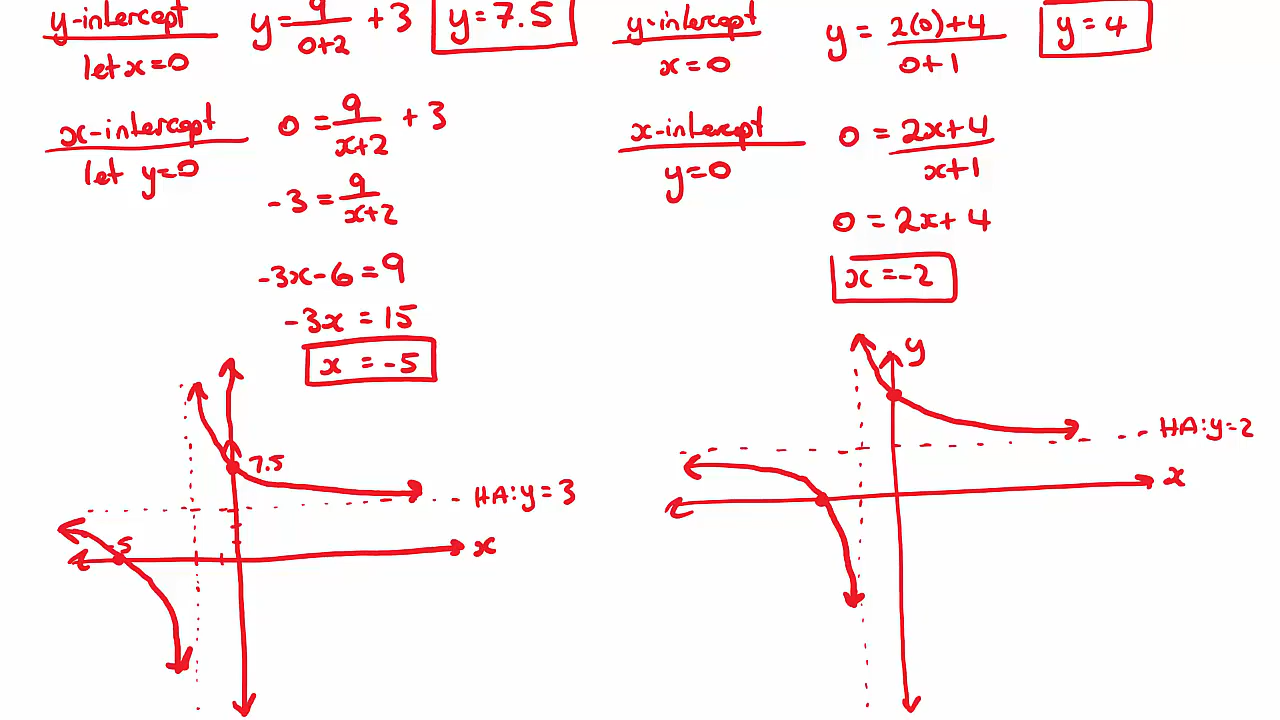 y-intercept
let x=0
y = 9/(0+2) + 3
y = 7.5
x-intercept
let y=0
0 = 9/(x+2) + 3
-3 = 9/(x+2)
-3x-6 = 9
-3x = 15
x = -5
7.5
HA: y = 3
-5
x
y-intercept
x=0
y = (2(0)+4)/(0+1)
y = 4
x-intercept
y=0
0 = (2x+4)/(x+1)
0 = 2x+4
x = -2
y
HA: y=2
x